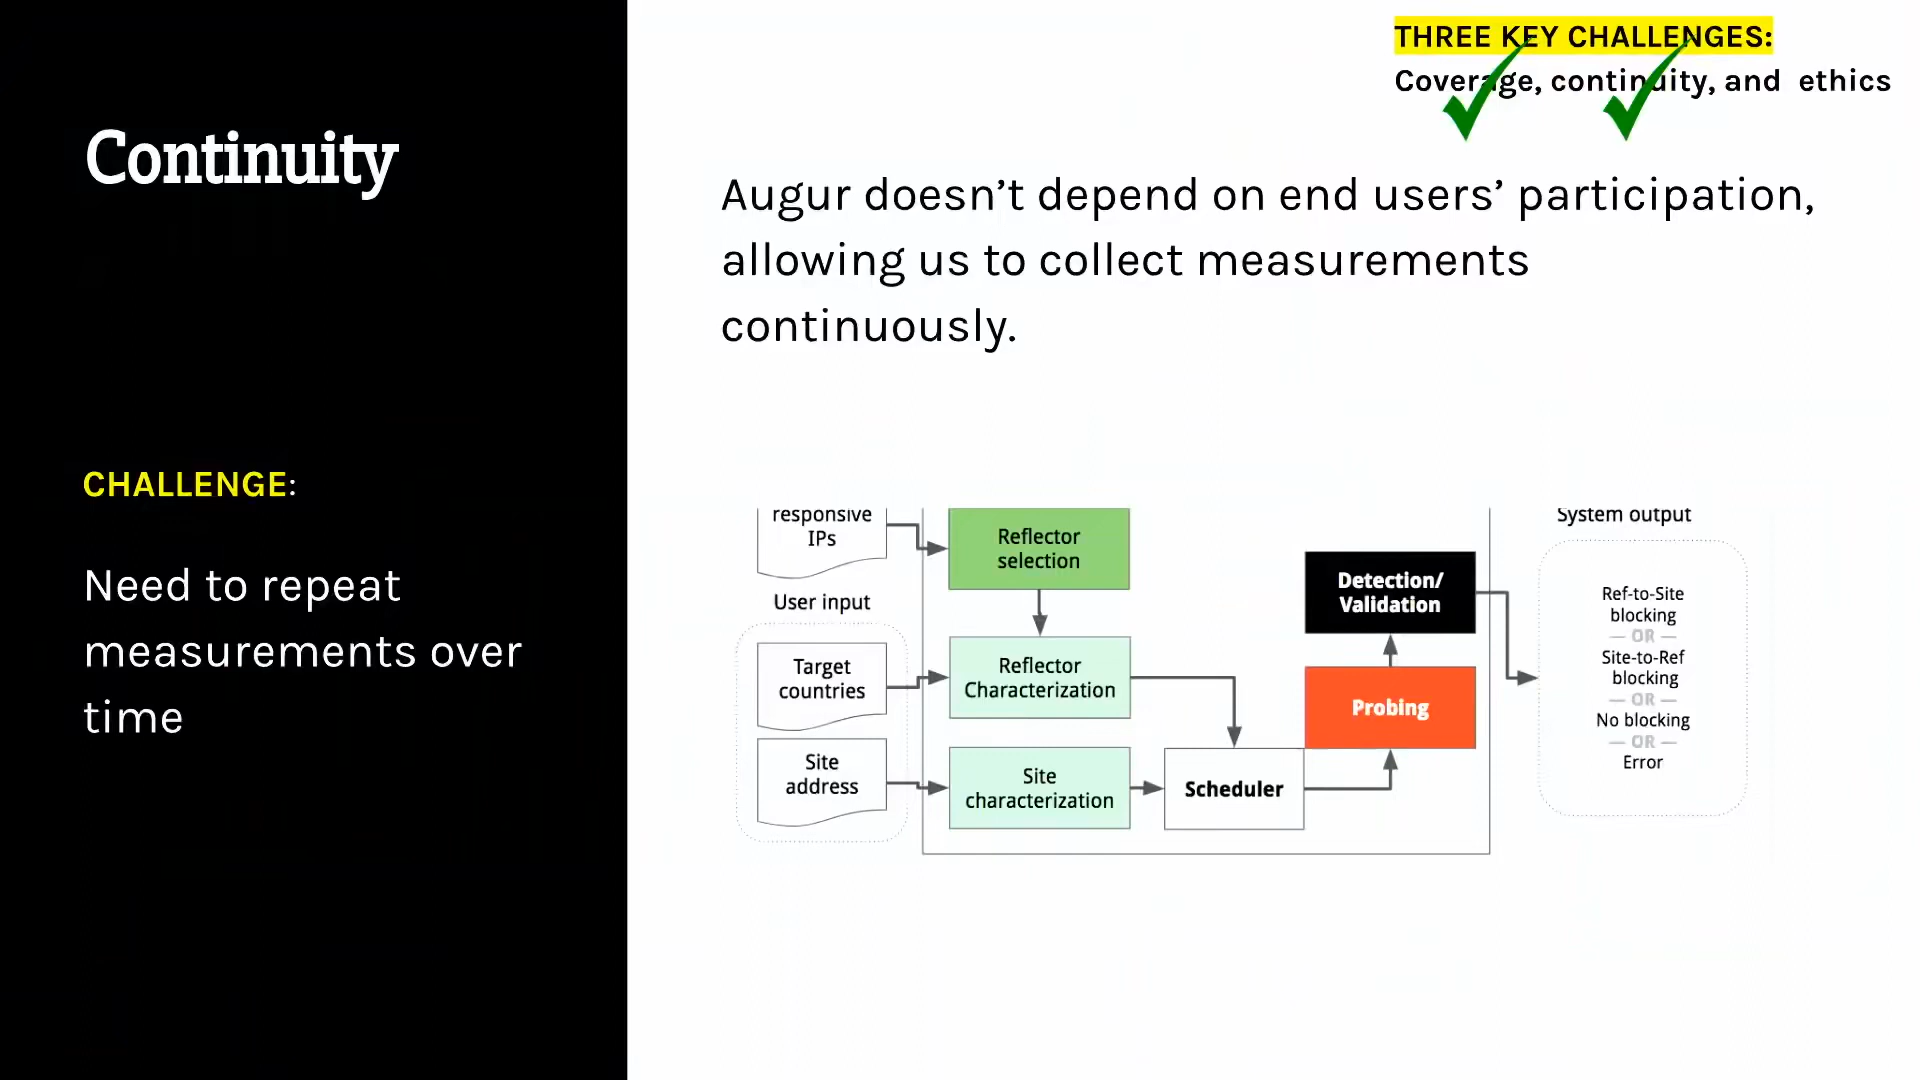 THREE KEY CHALLENGES:
Coverage, continuity, and ethics
Continuity
CHALLENGE:
Need to repeat
measurements over
time
Augur doesn’t depend on end users’ participation,
allowing us to collect measurements
continuously.
responsive
IPs
User input
Target
countries
Site
address
Reflector
selection
Reflector
Characterization
Site
characterization
Scheduler
Detection/
Validation
Probing
System output
Ref-to-Site
blocking
— OR —
Site-to-Ref
blocking
— OR —
No blocking
— OR —
Error